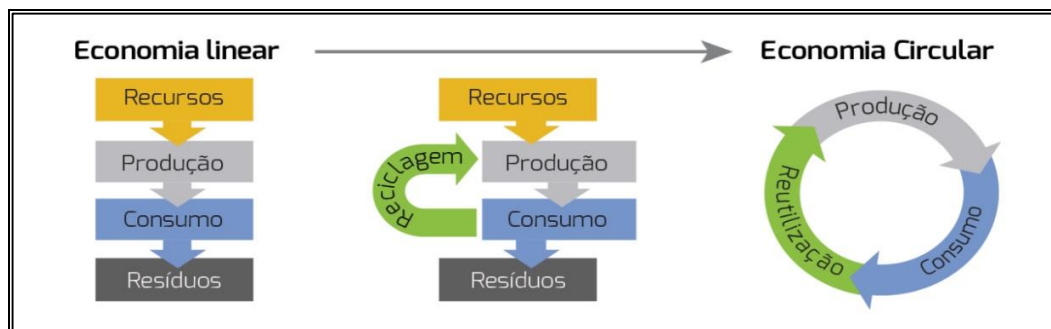 Economia linear
Economia Circular
Recursos
Produção
Consumo
Resíduos
Recursos
Reciclagem
Produção
Consumo
Resíduos
Produção
Consumo
Reutilização